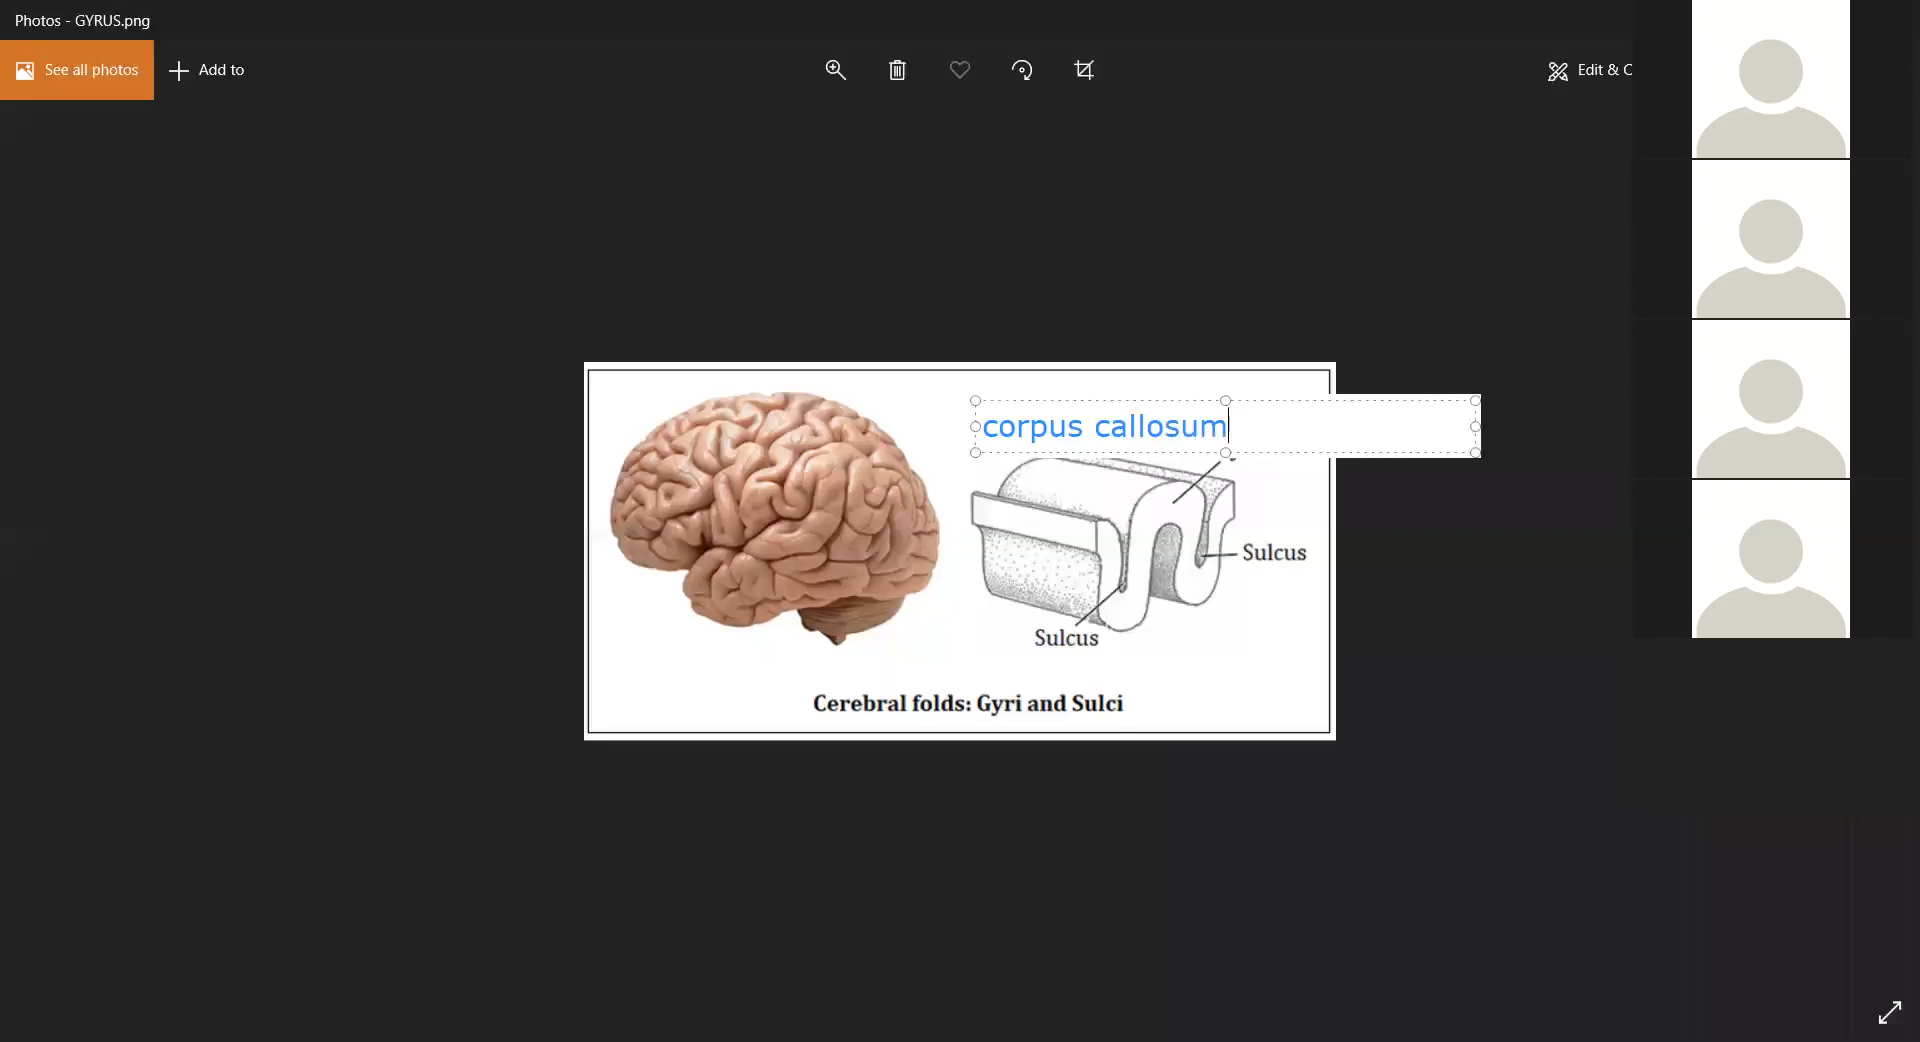 Photos - GYRUS.png
See all photos
Add to
Edit & C
corpus callosum
Sulcus
Sulcus
Cerebral folds: Gyri and Sulci